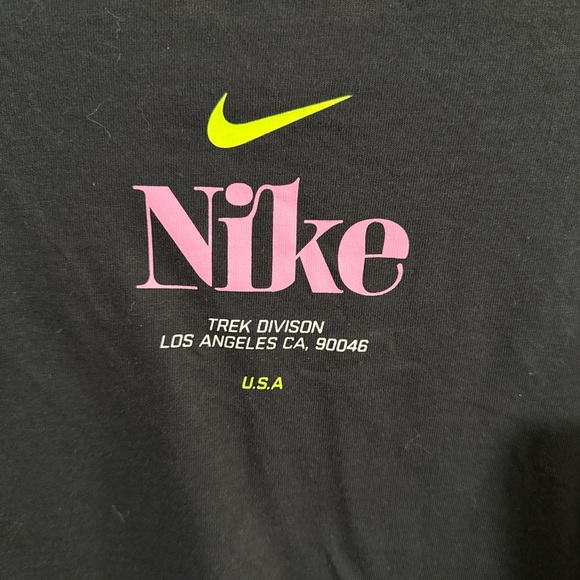 Nike
TREK DIVISON
LOS ANGELES CA, 90046
U.S.A